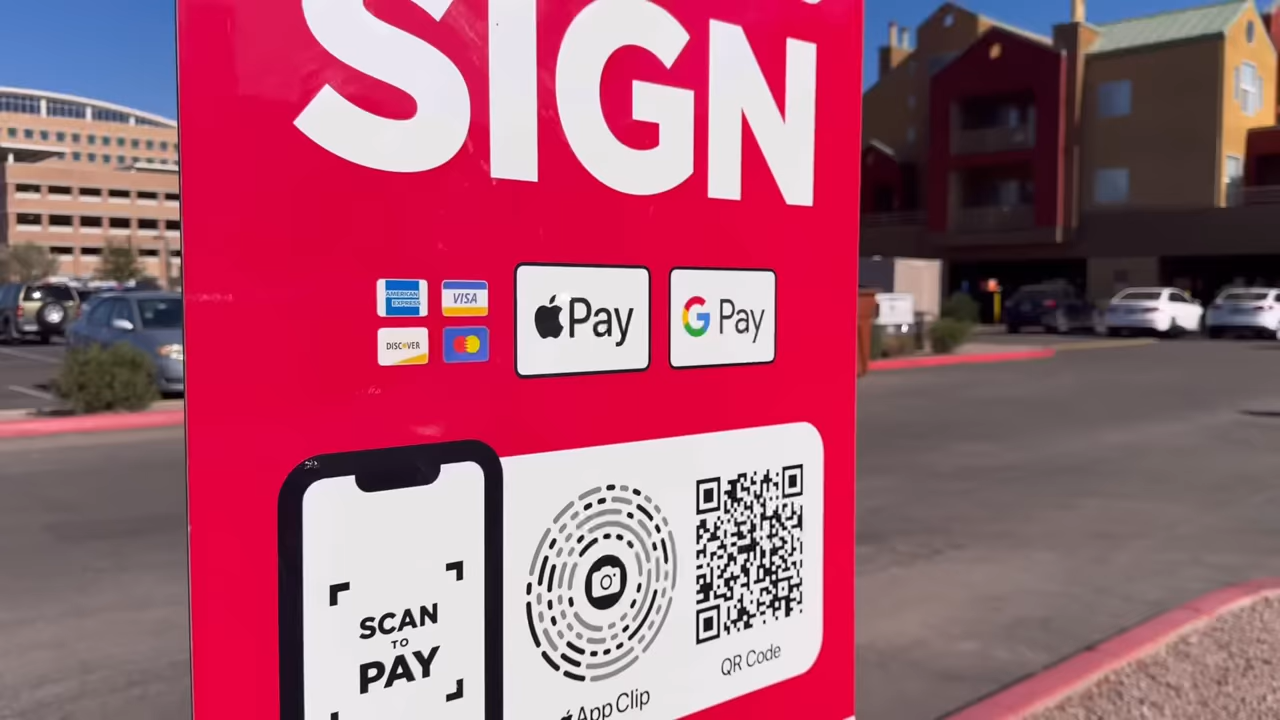 SIGN
AMERICAN
EXPRESS
VISA
DISCOVER
Pay
G Pay
SCAN
TO
PAY
App Clip
QR Code